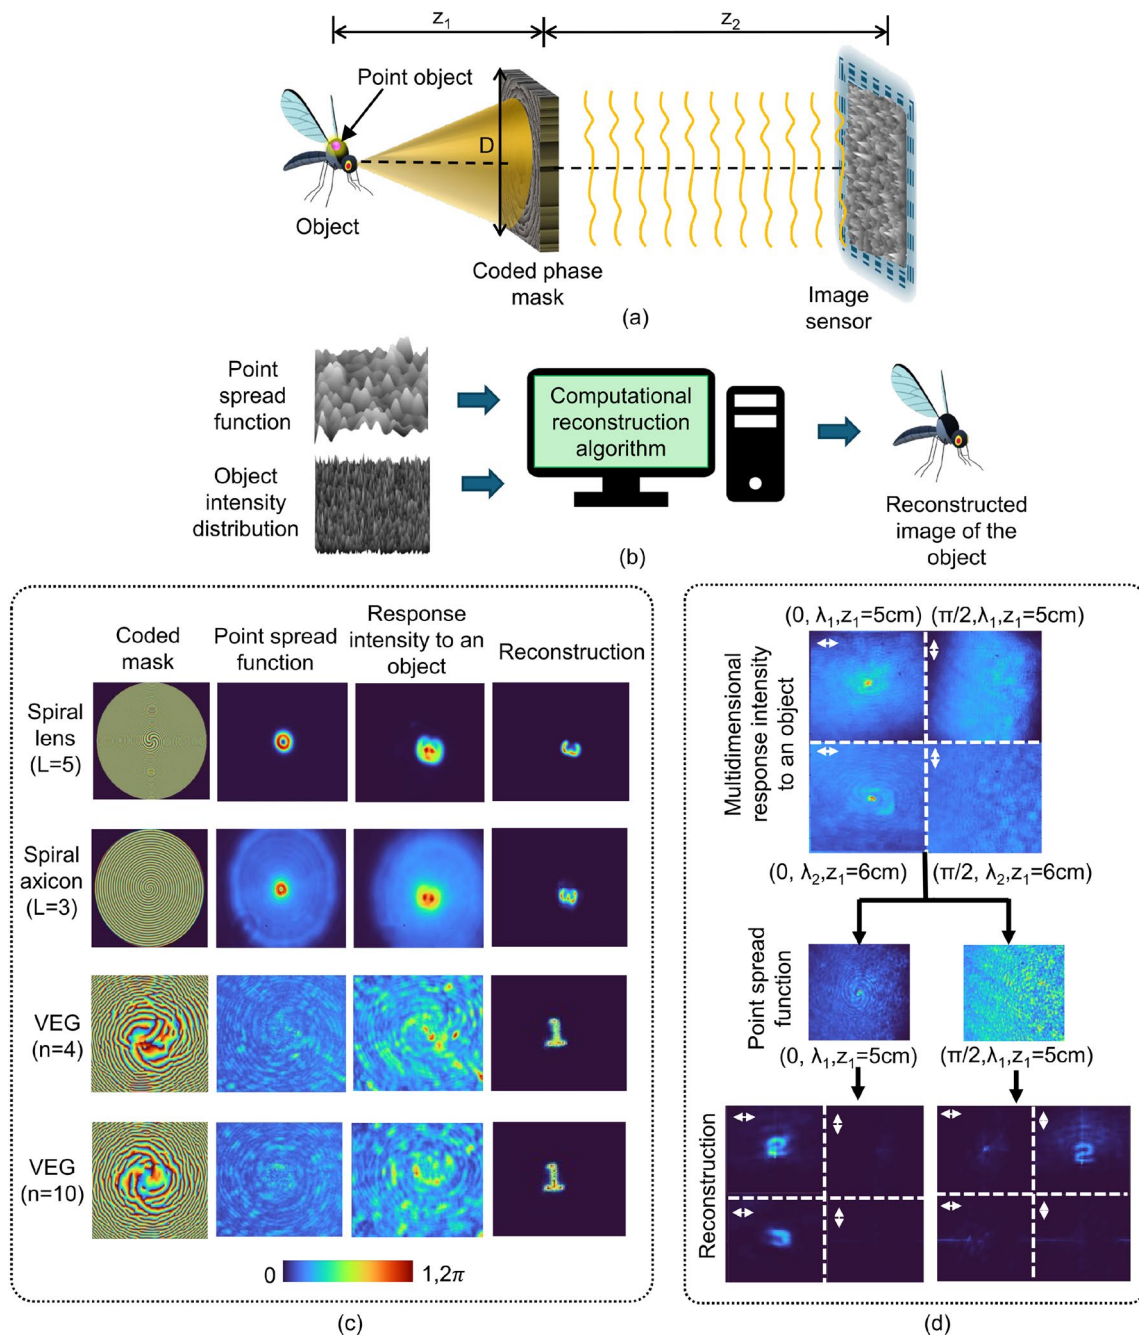 z₁
z₂
Point object
D
Object
Coded phase
mask
(a)
Image
sensor
Point
spread
function
Computational
reconstruction
algorithm
Object
intensity
distribution
(b)
Reconstructed
image of the
object
Coded
mask
Point spread
function
Response
intensity to an
object
Reconstruction
Spiral
lens
(L=5)
Spiral
axicon
(L=3)
VEG
(n=4)
VEG
(n=10)
0
1,2π
(c)
(0, λ₁,z₁=5cm)
(π/2,λ₁,z₁=5cm)
Multidimensional
response intensity
to an object
(0, λ₂,z₁=6cm)
(π/2, λ₂,z₁=6cm)
Point spread
function
(0, λ₁,z₁=5cm)
(π/2,λ₁,z₁=5cm)
Reconstruction
(d)